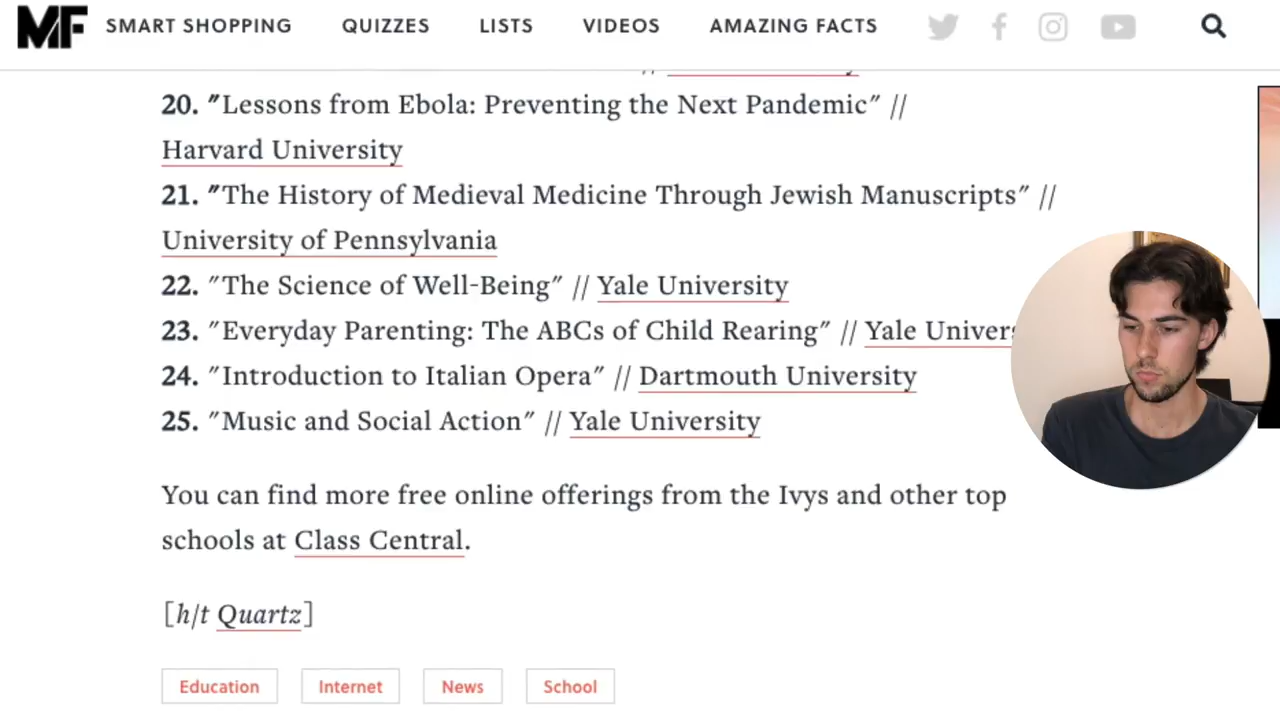 MF SMART SHOPPING QUIZZES LISTS VIDEOS AMAZING FACTS
20. "Lessons from Ebola: Preventing the Next Pandemic" //
Harvard University
21. "The History of Medieval Medicine Through Jewish Manuscripts" //
University of Pennsylvania
22. "The Science of Well-Being" // Yale University
23. "Everyday Parenting: The ABCs of Child Rearing" // Yale Univers
24. "Introduction to Italian Opera" // Dartmouth University
25. "Music and Social Action" // Yale University
You can find more free online offerings from the Ivys and other top
schools at Class Central.
[h/t Quartz]
Education Internet News School